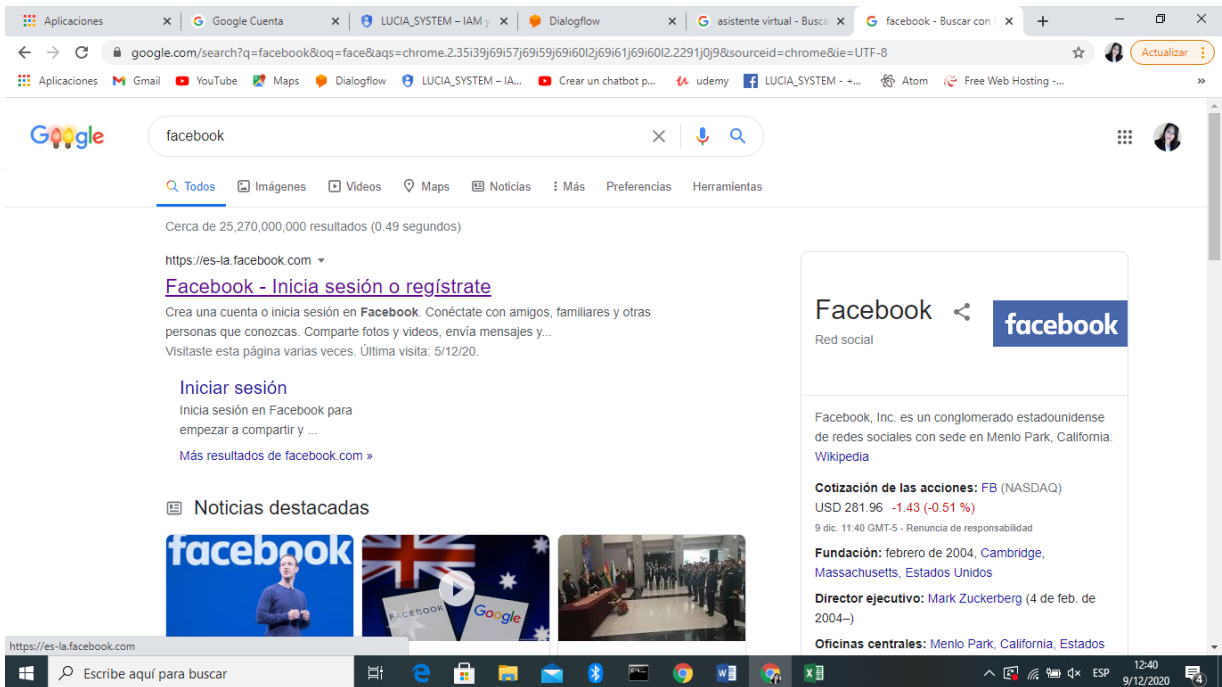 Aplicaciones
Google Cuenta
LUCIA_SYSTEM – IAM y
Dialogflow
asistente virtual - Busca
facebook - Buscar con
google.com/search?q=facebook&oq=face&aqs=chrome.2.35i39j69i57j69i59j69i60l2j69i61j69i60l2.2291j0j9&sourceid=chrome&ie=UTF-8
Actualizar
Aplicaciones
Gmail
YouTube
Maps
Dialogflow
LUCIA_SYSTEM – IA...
Crear un chatbot p...
udemy
LUCIA_SYSTEM - +...
Atom
Free Web Hosting -...
»
Google
facebook
Todos
Imágenes
Videos
Maps
Noticias
Más
Preferencias
Herramientas
Cerca de 25,270,000,000 resultados (0.49 segundos)
https://es-la.facebook.com
Facebook - Inicia sesión o regístrate
Crea una cuenta o inicia sesión en Facebook. Conéctate con amigos, familiares y otras
personas que conozcas. Comparte fotos y videos, envía mensajes y...
Visitaste esta página varias veces. Última visita: 5/12/20.
Iniciar sesión
Inicia sesión en Facebook para
empezar a compartir y ...
Más resultados de facebook.com »
Noticias destacadas
facebook
FACEBOOK
Google
Facebook
Red social
facebook
Facebook, Inc. es un conglomerado estadounidense
de redes sociales con sede en Menlo Park, California.
Wikipedia
Cotización de las acciones: FB (NASDAQ)
USD 281.96 -1.43 (-0.51 %)
9 dic. 11:40 GMT-5 - Renuncia de responsabilidad
Fundación: febrero de 2004, Cambridge,
Massachusetts, Estados Unidos
Director ejecutivo: Mark Zuckerberg (4 de feb. de
2004–)
Oficinas centrales: Menlo Park, California, Estados
https://es-la.facebook.com
Escribe aquí para buscar
ESP
12:40
9/12/2020
4